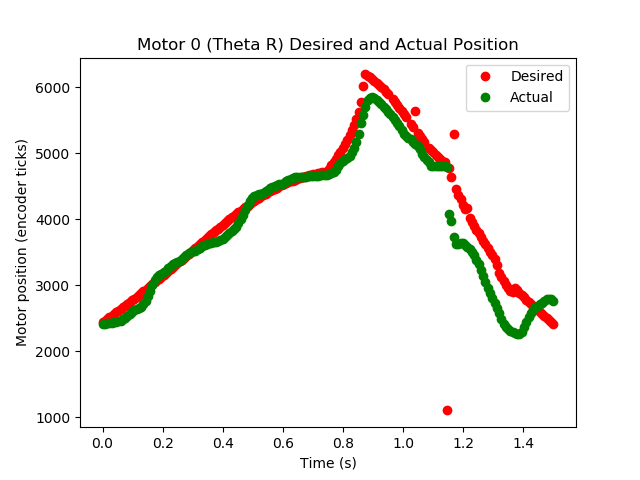 Motor 0 (Theta R) Desired and Actual Position
Desired
Actual
Motor position (encoder ticks)
6000
5000
4000
3000
2000
1000
0.0 0.2 0.4 0.6 0.8 1.0 1.2 1.4
Time (s)